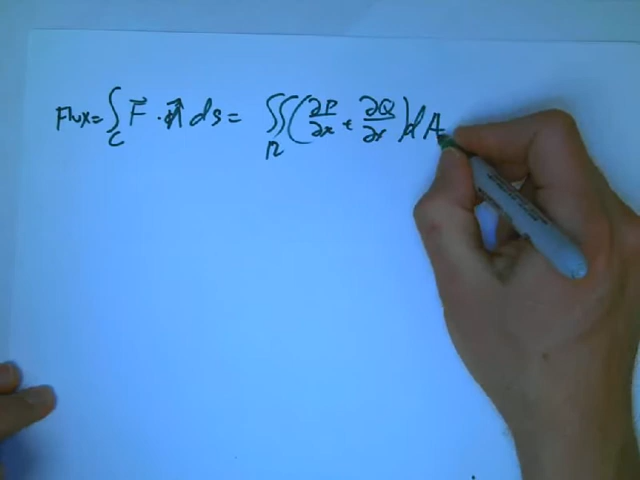 Flux = ∫_C F⃗ · n⃗ ds = ∬_R (∂P/∂x + ∂Q/∂y) dA